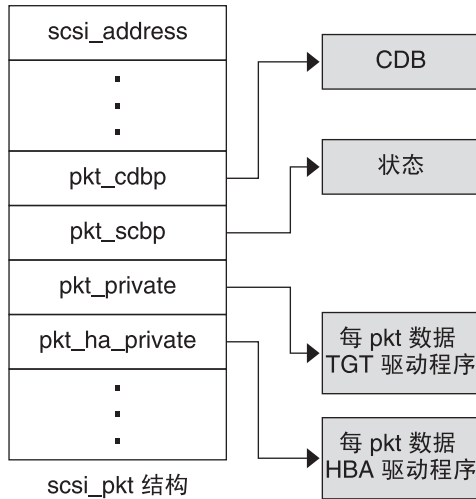 scsi_address
pkt_cdbp
pkt_scbp
pkt_private
pkt_ha_private
scsi_pkt 结构
CDB
状态
每 pkt 数据
TGT 驱动程序
每 pkt 数据
HBA 驱动程序